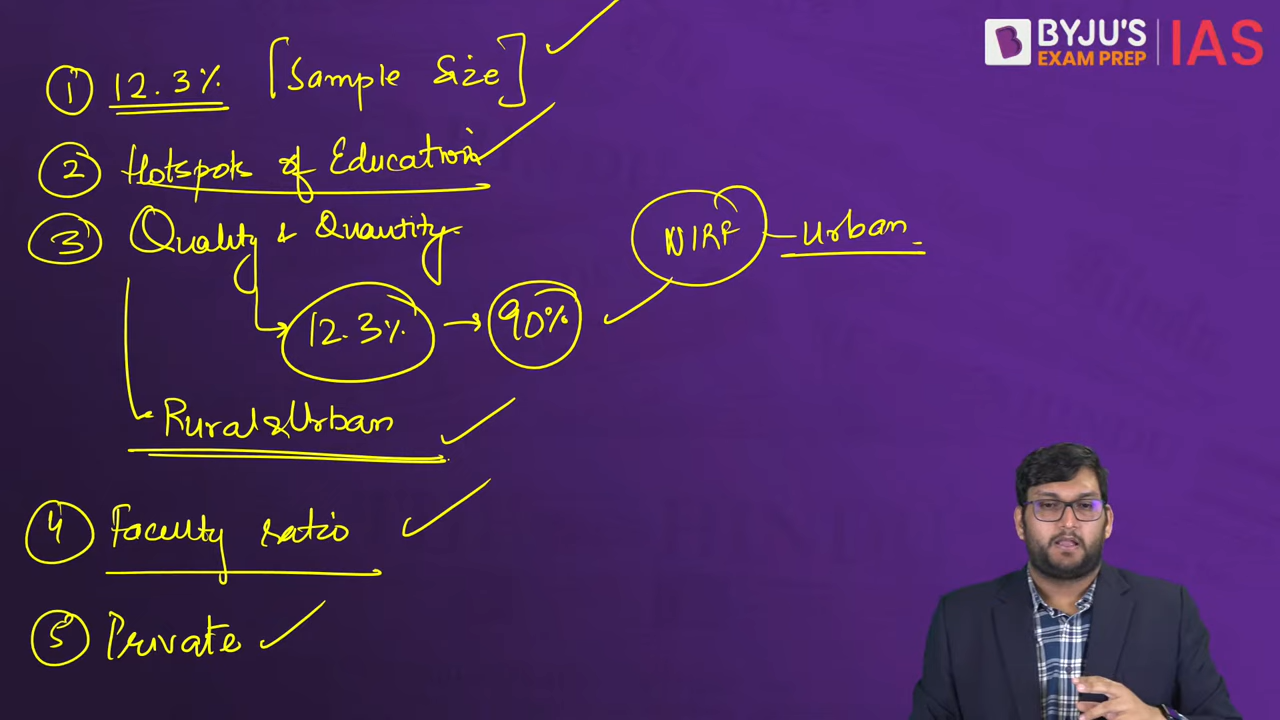 BYJU'S
EXAM PREP
IAS
① 12.3% [Sample Size]
② Hotspots of Education
③ Quality & Quantity
NIRF - Urban
12.3% → 90%
Rural & Urban
④ Faculty ratio
⑤ Private